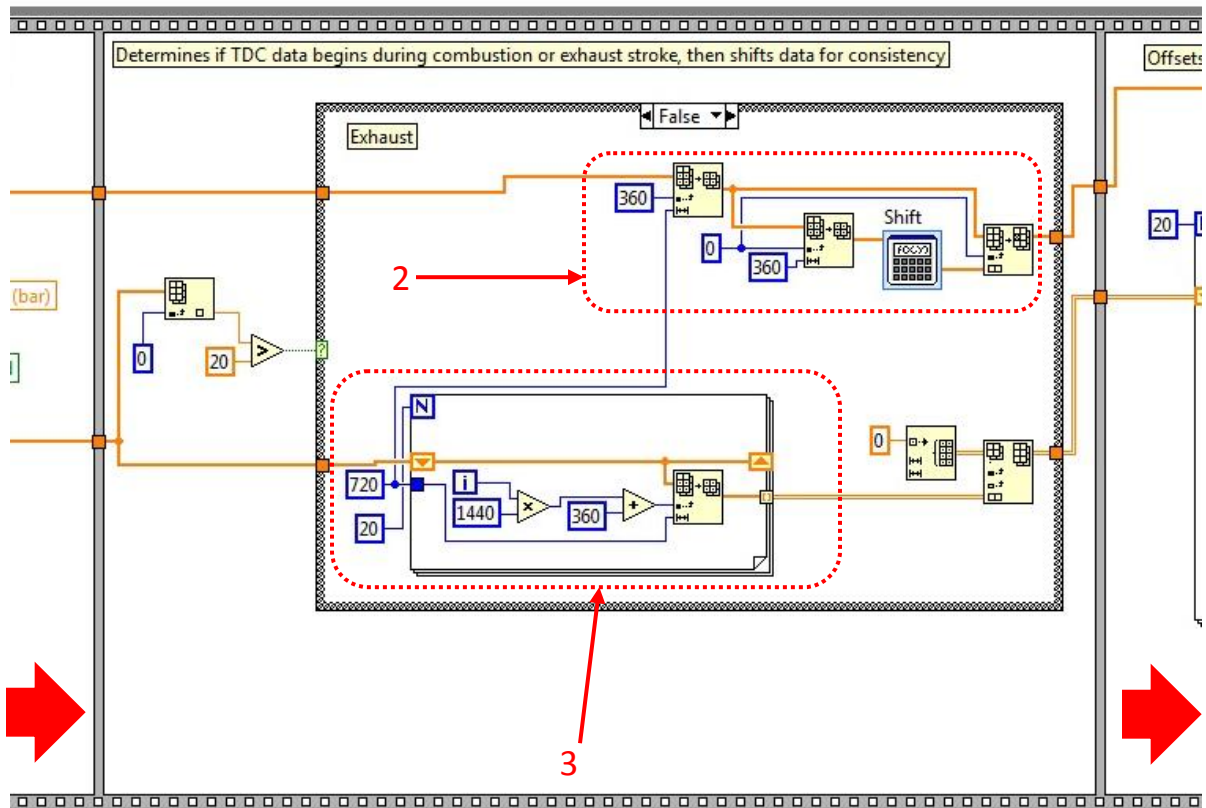 Determines if TDC data begins during combustion or exhaust stroke, then shifts data for consistency
Offsets
False
Exhaust
360
Shift
F(X,Y)
20
0
360
2
(bar)
0
20
>
N
0
720
i
1440
x
360
+
20
3